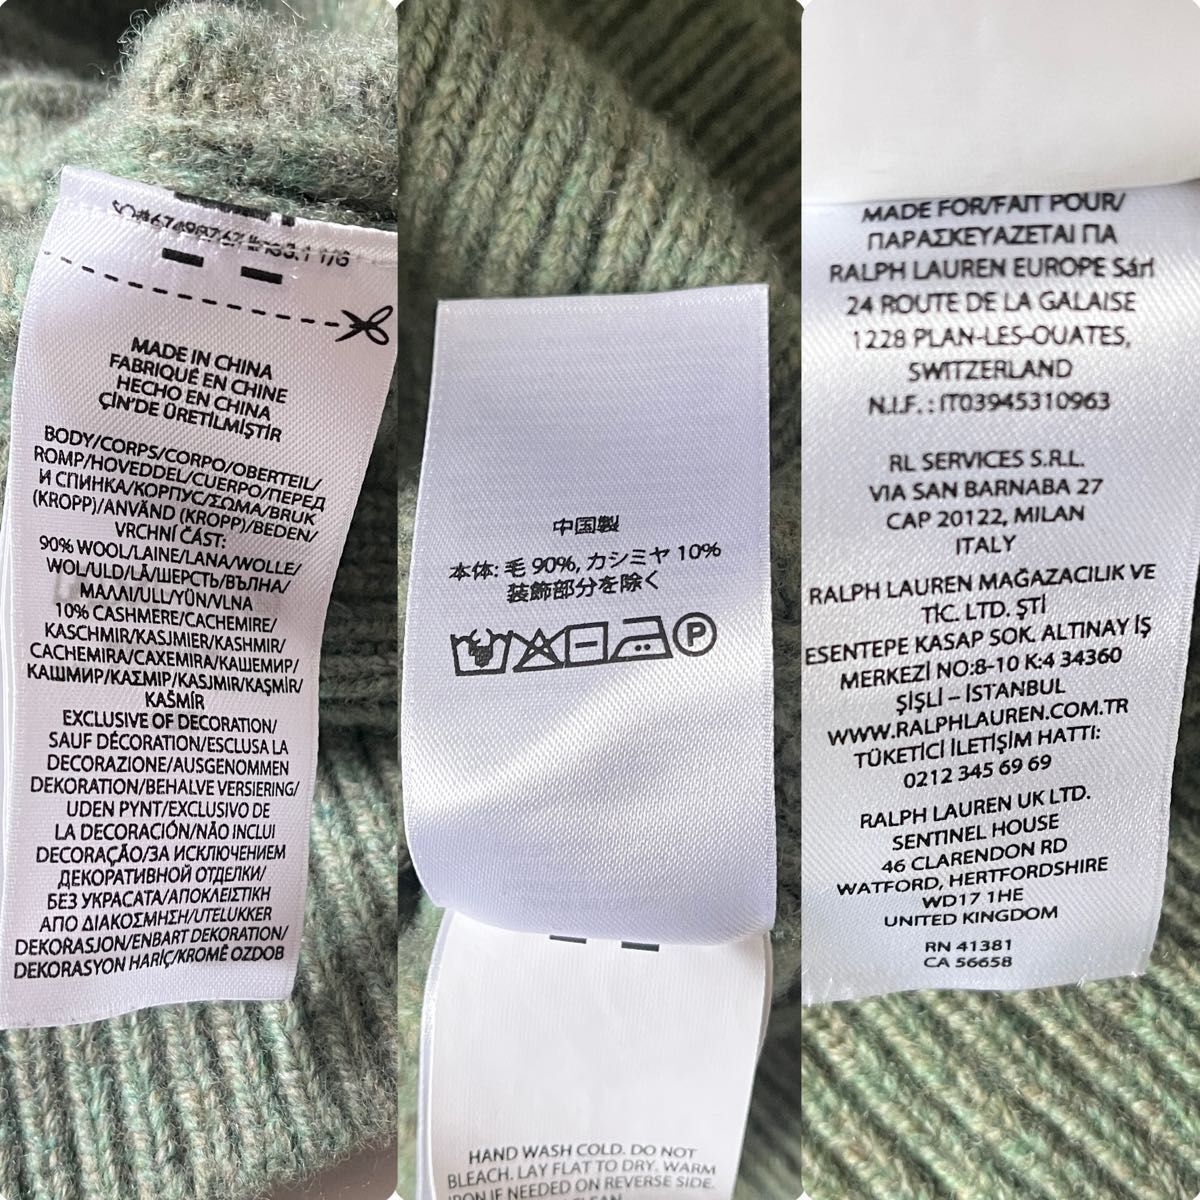 MADE IN CHINA
FABRIQUÉ EN CHINE
HECHO EN CHINA
ÇİN'DE ÜRETİLMİŞTİR
BODY/CORPS/CORPO/OBERTEIL/
ROMP/HOVEDDEL/CUERPO/ПЕРЕД
И СПИНКА/КОРПУС/ΣΩΜΑ/BRUK
(KROPP)/ANVÄND (KROPP)/BEDEN/
VRCHNÍ ČÁST:
90% WOOL/LAINE/LANA/WOLLE/
WOL/ULD/LÃ/ШЕРСТЬ/ВЪЛНА/
ΜΑΛΛΙ/ULL/YÜN/VLNA
10% CASHMERE/CACHEMIRE/
KASCHMIR/KASJMIER/KASHMIR/
CACHEMIRA/CAXEMIRA/КАШЕМИР/
КАШМИР/ΚΑΣΜΙΡ/KASJMIR/KAŞMİR/
KAŠMÍR
EXCLUSIVE OF DECORATION/
SAUF DÉCORATION/ESCLUSA LA
DECORAZIONE/AUSGENOMMEN
DEKORATION/BEHALVE VERSIERING/
UDEN PYNT/EXCLUSIVO DE
LA DECORACIÓN/NÃO INCLUI
DECORAÇÃO/ЗА ИСКЛЮЧЕНИЕМ
ДЕКОРАТИВНОЙ ОТДЕЛКИ/
БЕЗ УКРАСАТА/ΑΠΟΚΛΕΙΣΤΙΚΗ
ΑΠΟ ΔΙΑΚΟΣΜΗΣΗ/UTELUKKER
DEKORASJON/ENBART DEKORATION/
DEKORASYON HARİÇ/KROMĚ OZDOB
中国製
本体: 毛 90%, カシミヤ 10%
装飾部分を除く
P
HAND WASH COLD. DO NOT
BLEACH. LAY FLAT TO DRY. WARM
IRON IF NEEDED ON REVERSE SIDE.
MADE FOR/FAIT POUR/
ΠΑΡΑΣΚΕΥΑΖΕΤΑΙ ΓΙΑ
RALPH LAUREN EUROPE Sárl
24 ROUTE DE LA GALAISE
1228 PLAN-LES-OUATES,
SWITZERLAND
N.I.F. : IT03945310963
RL SERVICES S.R.L.
VIA SAN BARNABA 27
CAP 20122, MILAN
ITALY
RALPH LAUREN MAĞAZACILIK VE
TİC. LTD. ŞTİ
ESENTEPE KASAP SOK. ALTINAY İŞ
MERKEZİ NO:8-10 K:4 34360
ŞİŞLİ – İSTANBUL
WWW.RALPHLAUREN.COM.TR
TÜKETİCİ İLETİŞİM HATTI:
0212 345 69 69
RALPH LAUREN UK LTD.
SENTINEL HOUSE
46 CLARENDON RD
WATFORD, HERTFORDSHIRE
WD17 1HE
UNITED KINGDOM
RN 41381
CA 56658